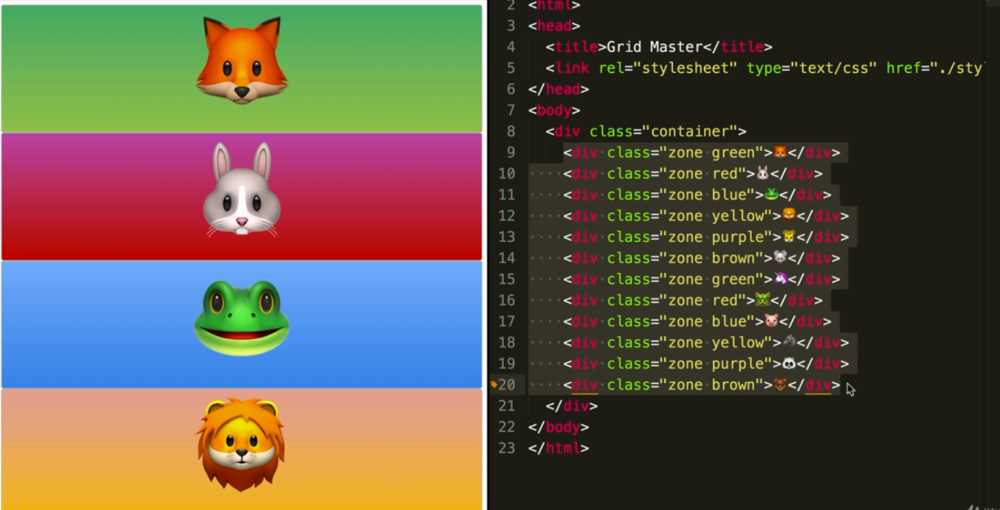 2 <html>
3 <head>
4 <title>Grid Master</title>
5 <link rel="stylesheet" type="text/css" href="./sty
6 </head>
7 <body>
8 <div class="container">
9 <div class="zone green">🦊</div>
10 <div class="zone red">🐰</div>
11 <div class="zone blue">🐸</div>
12 <div class="zone yellow">🦁</div>
13 <div class="zone purple">🐯</div>
14 <div class="zone brown">🐭</div>
15 <div class="zone green">🦄</div>
16 <div class="zone red">🐲</div>
17 <div class="zone blue">🐷</div>
18 <div class="zone yellow">🐴</div>
19 <div class="zone purple">🐼</div>
20 <div class="zone brown">🐻</div>
21 </div>
22 </body>
23 </html>